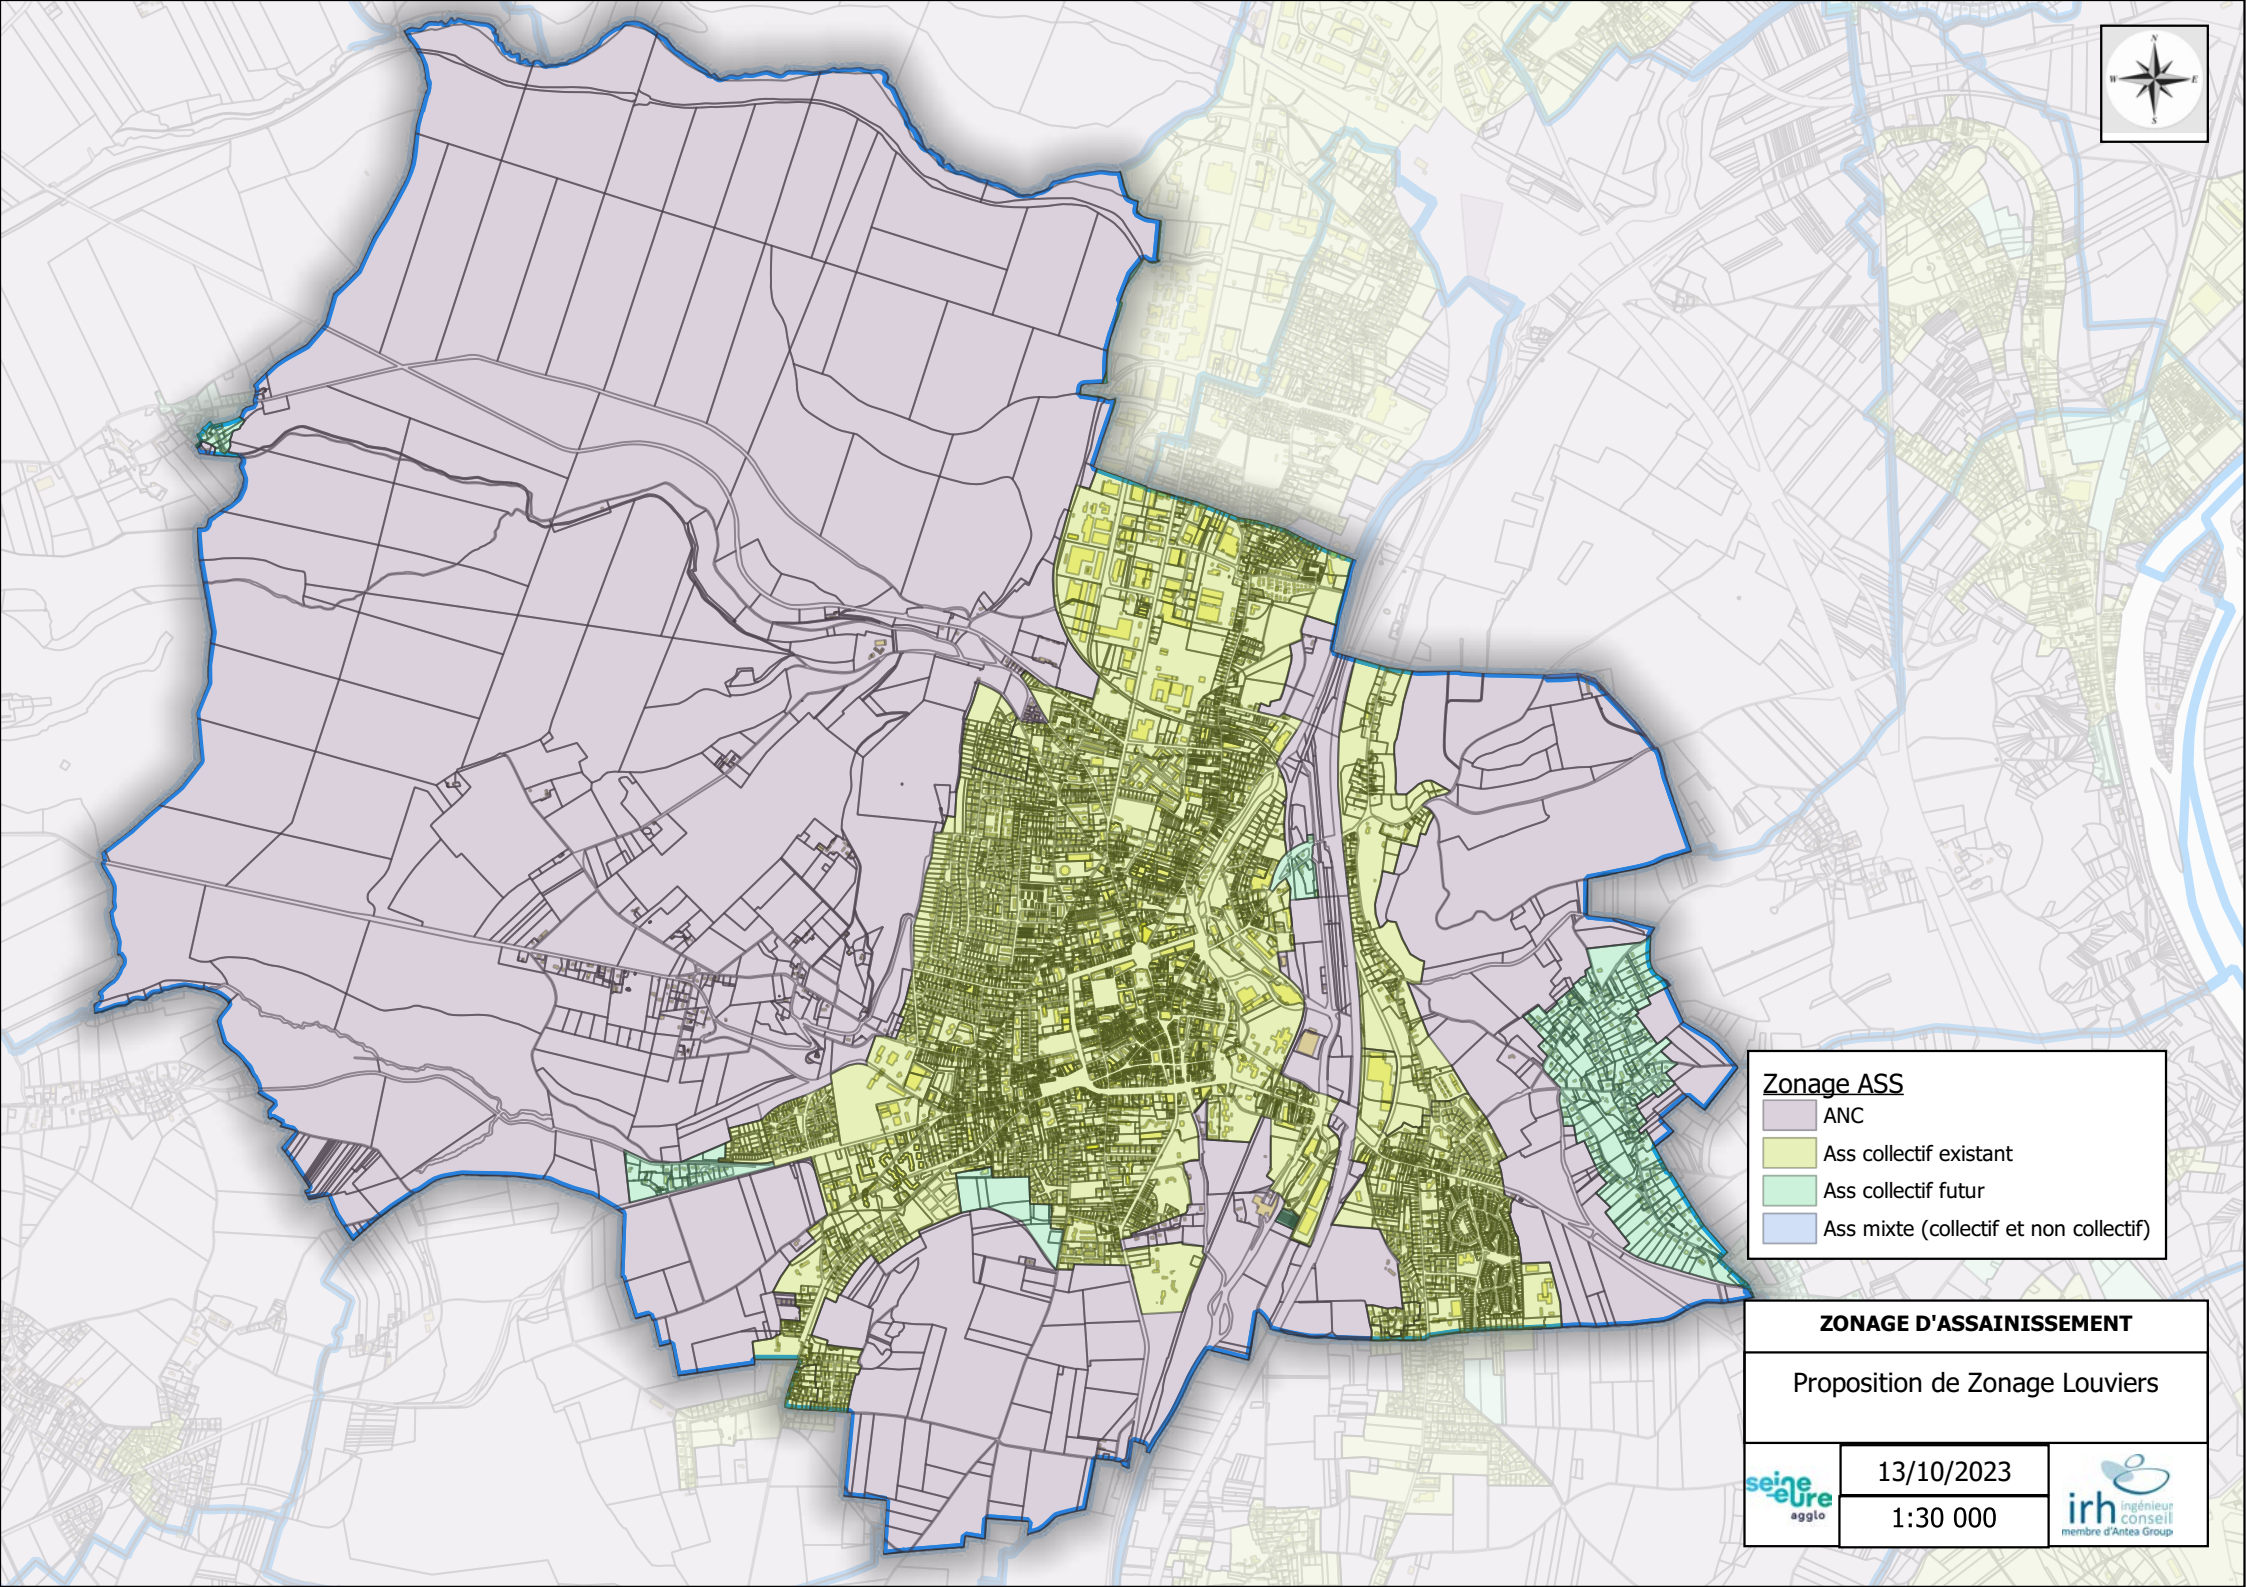 N
W E
S
Zonage ASS
ANC
Ass collectif existant
Ass collectif futur
Ass mixte (collectif et non collectif)
ZONAGE D'ASSAINISSEMENT
Proposition de Zonage Louviers
seine
eure
agglo
13/10/2023
1:30 000
irh ingénieur
conseil
membre d'Antea Group